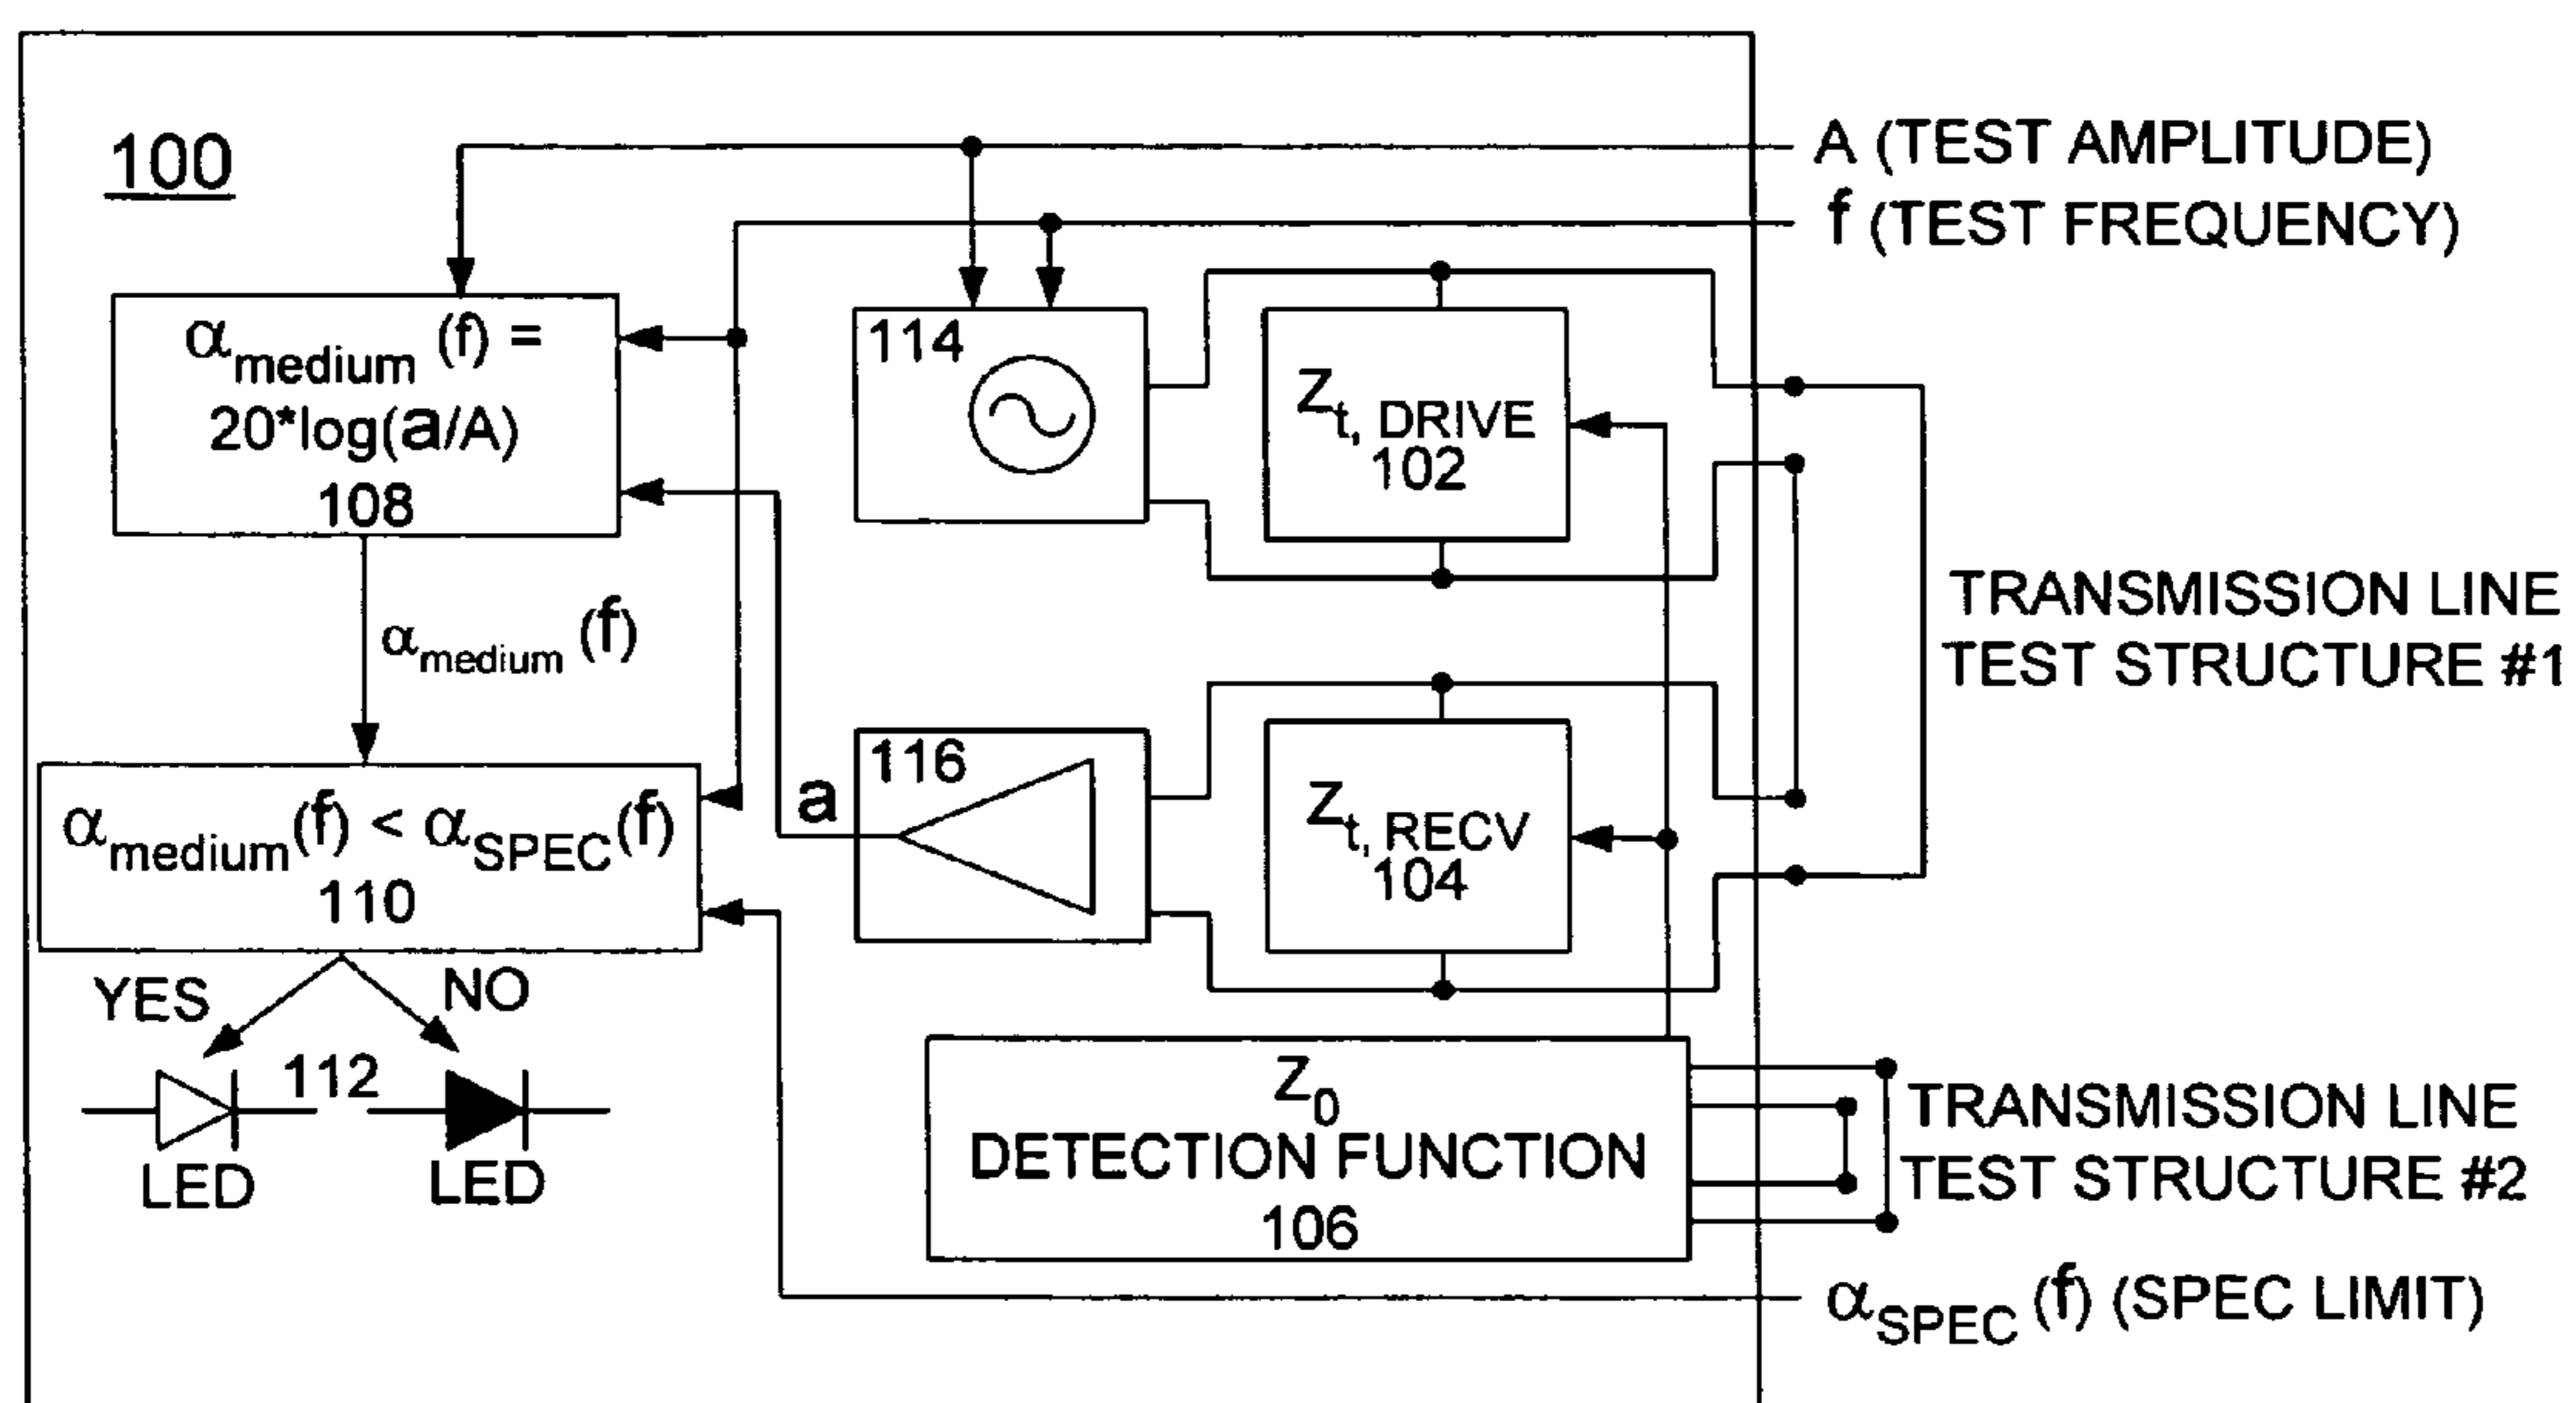 100
A (TEST AMPLITUDE)
f (TEST FREQUENCY)
αmedium (f) =
20*log(a/A)
108
114
Zt, DRIVE
102
αmedium (f)
TRANSMISSION LINE
TEST STRUCTURE #1
116
a
Zt, RECV
104
αmedium(f) < αSPEC(f)
110
YES
NO
112
LED
LED
Z0
DETECTION FUNCTION
106
TRANSMISSION LINE
TEST STRUCTURE #2
αSPEC (f) (SPEC LIMIT)